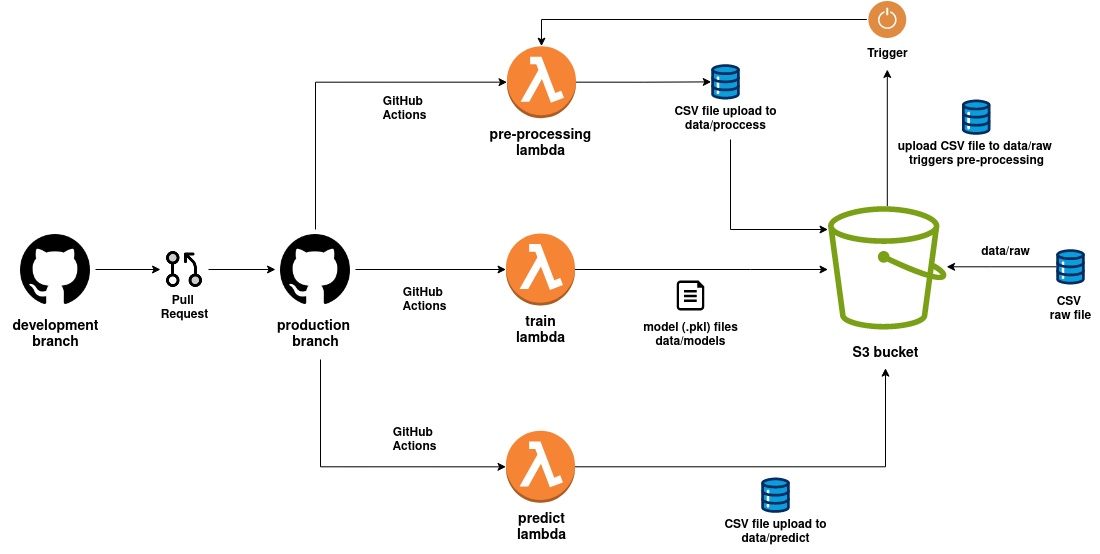 Trigger
GitHub
Actions
CSV file upload to
data/proccess
pre-processing
lambda
upload CSV file to data/raw
triggers pre-processing
data/raw
Pull
Request
GitHub
Actions
CSV
raw file
development
branch
production
branch
train
lambda
model (.pkl) files
data/models
S3 bucket
GitHub
Actions
predict
lambda
CSV file upload to
data/predict